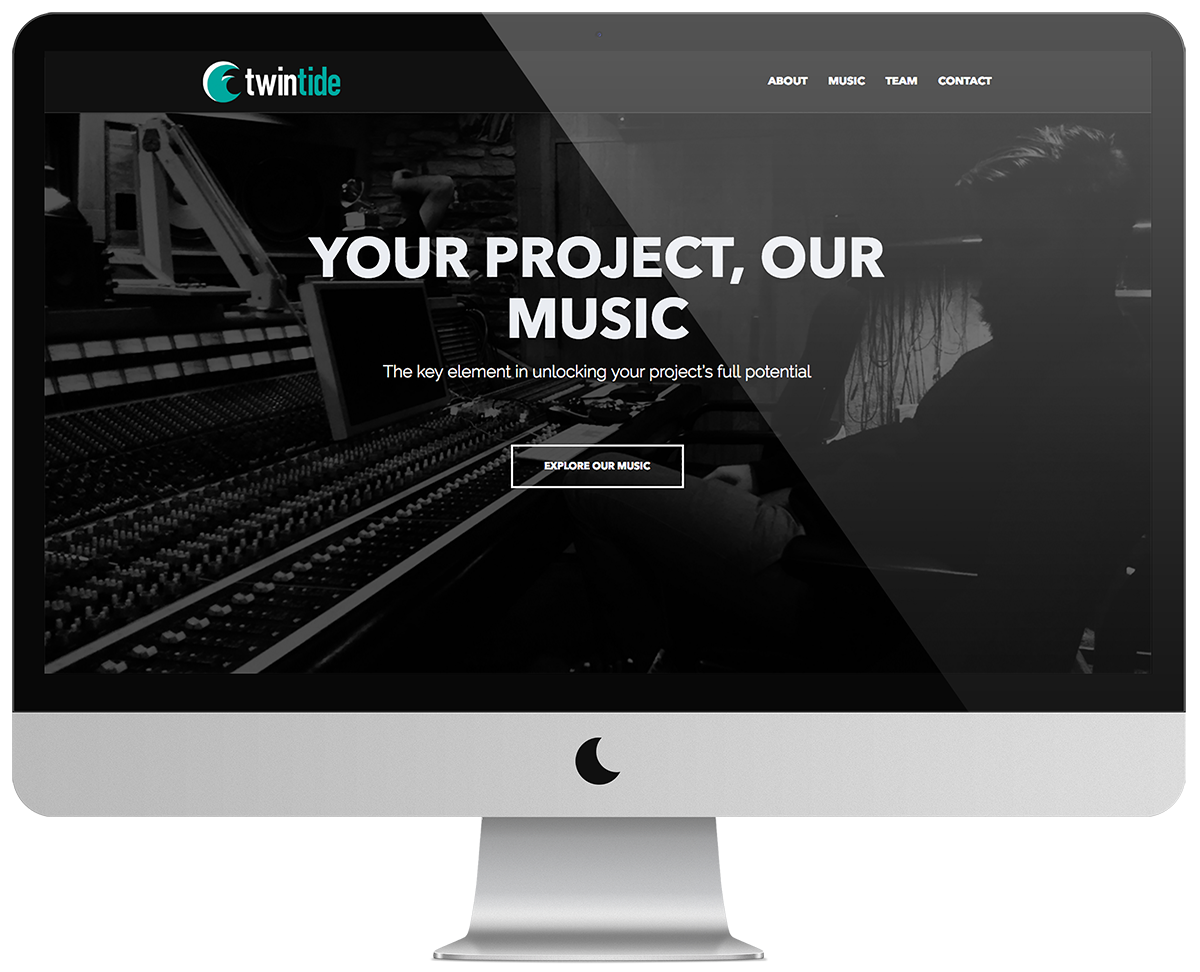 twintide
ABOUT MUSIC TEAM CONTACT
YOUR PROJECT, OUR
MUSIC
The key element in unlocking your project's full potential
EXPLORE OUR MUSIC